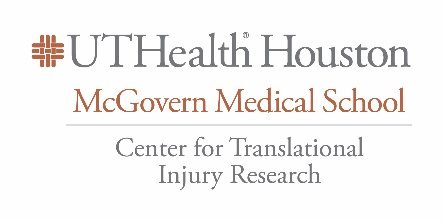 UTHealth® Houston
McGovern Medical School
Center for Translational
Injury Research